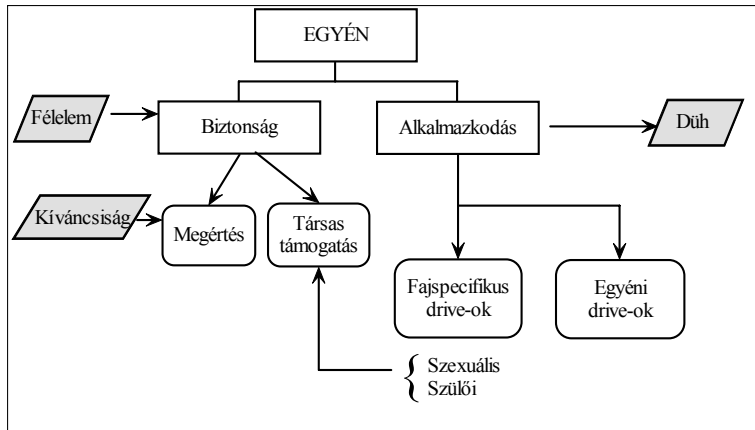 EGYÉN
Félelem
Biztonság
Alkalmazkodás
Düh
Kíváncsiság
Megértés
Társas
támogatás
Fajspecifikus
drive-ok
Egyéni
drive-ok
Szexuális
Szülői